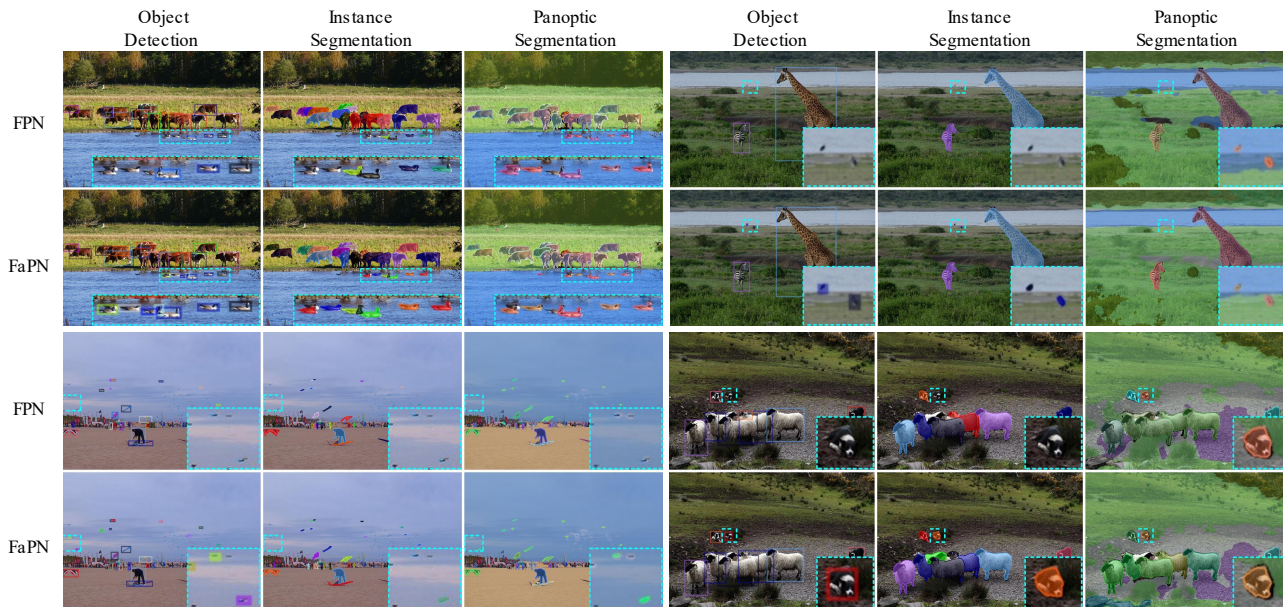 Object Detection
Instance Segmentation
Panoptic Segmentation
Object Detection
Instance Segmentation
Panoptic Segmentation
FPN
FaPN
FPN
FaPN